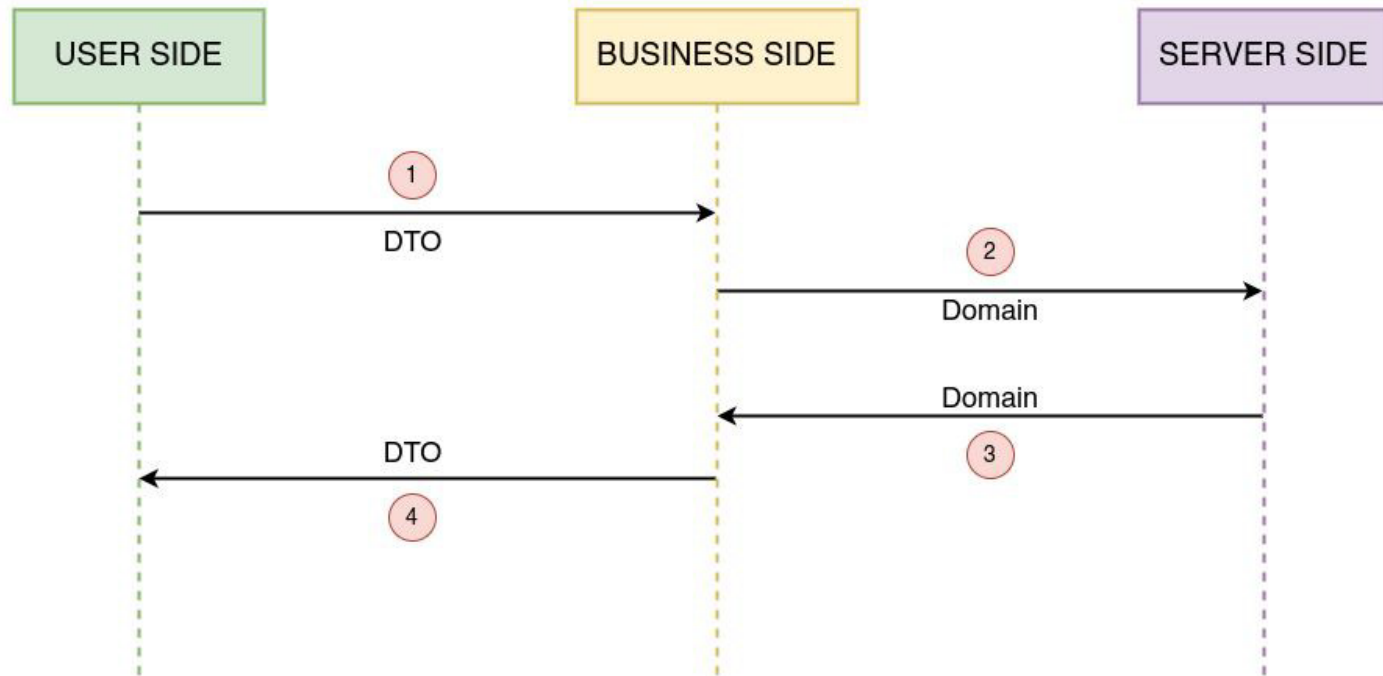 USER SIDE
BUSINESS SIDE
SERVER SIDE
1
DTO
2
Domain
Domain
3
DTO
4